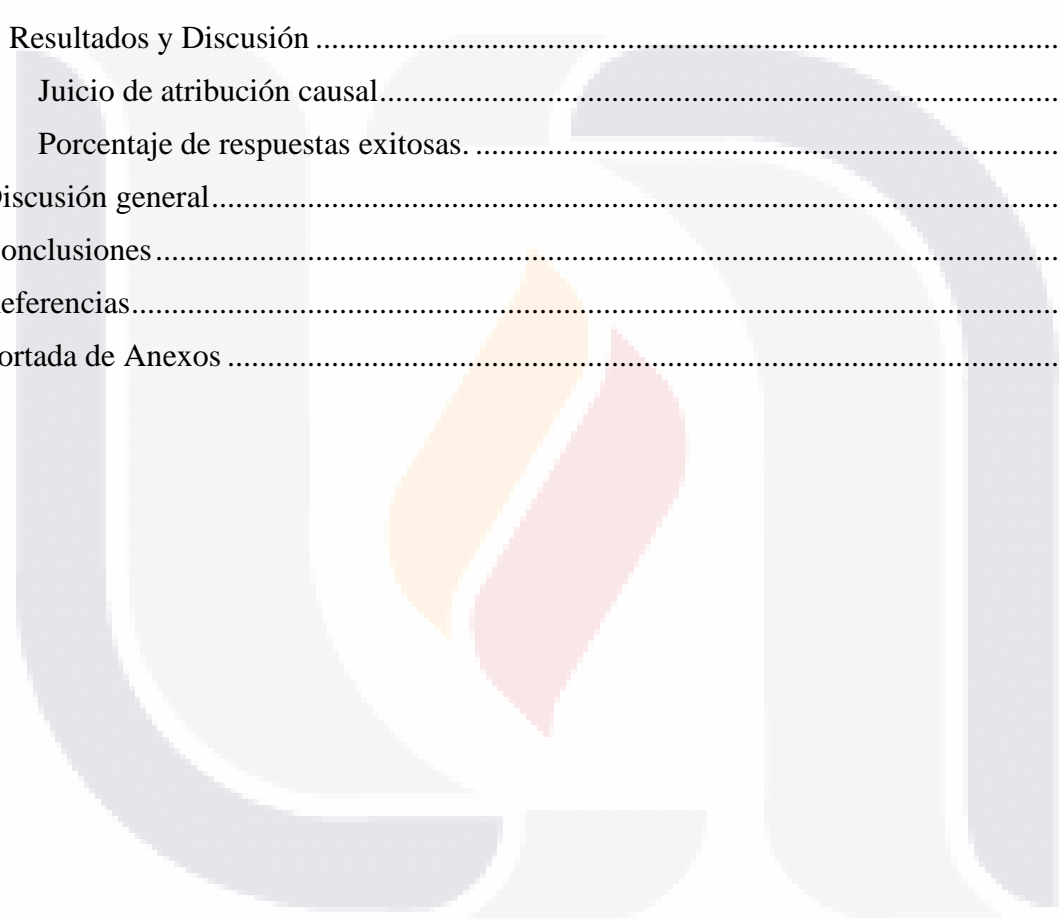 Resultados y Discusión ..........................................................................................
Juicio de atribución causal.....................................................................................
Porcentaje de respuestas exitosas. .........................................................................
iscusión general.......................................................................................................
onclusiones ..............................................................................................................
eferencias.................................................................................................................
ortada de Anexos .....................................................................................................